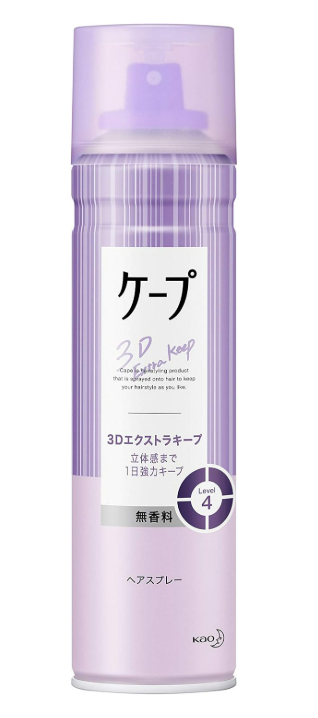 ケープ
3D
Extra Keep
Cape is hairstyling product
that is sprayed onto hair to keep
your hairstyle as you like.
3Dエクストラキープ
立体感まで
1日強力キープ
Level
4
無香料
ヘアスプレー
Kao